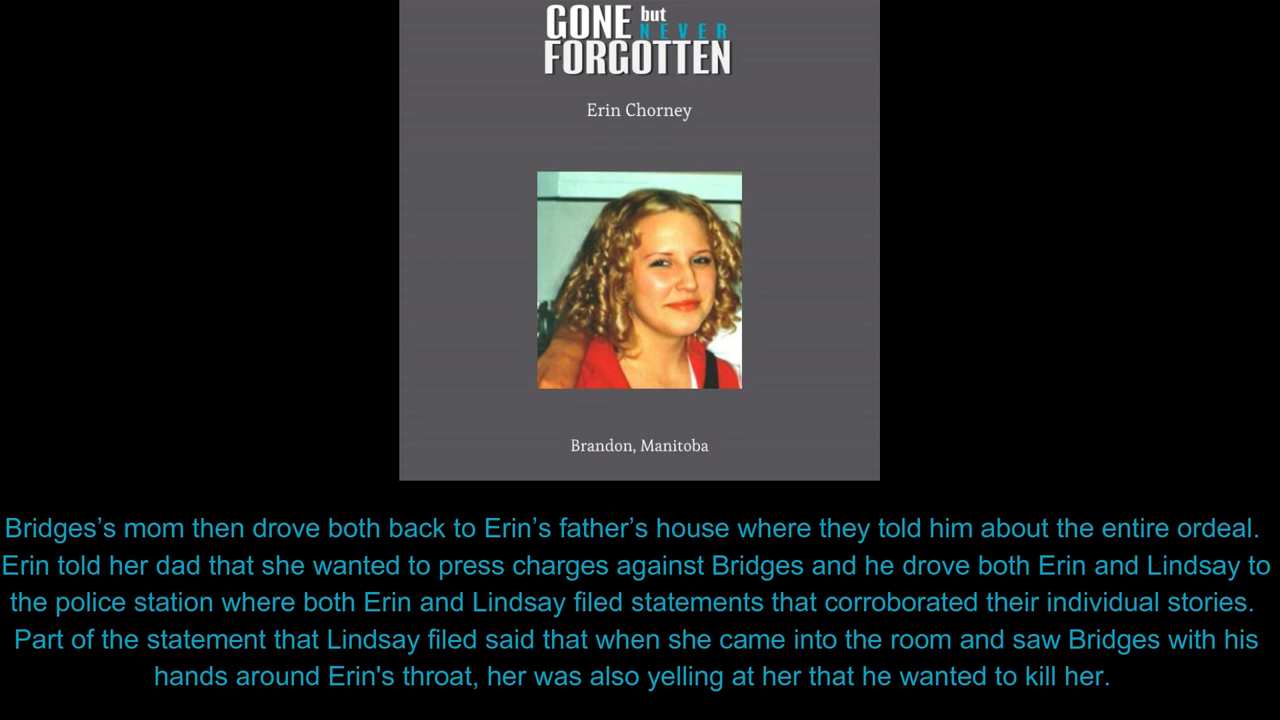 GONE but
NEVER
FORGOTTEN
Erin Chorney
Brandon, Manitoba
Bridges’s mom then drove both back to Erin’s father’s house where they told him about the entire ordeal.
Erin told her dad that she wanted to press charges against Bridges and he drove both Erin and Lindsay to
the police station where both Erin and Lindsay filed statements that corroborated their individual stories.
Part of the statement that Lindsay filed said that when she came into the room and saw Bridges with his
hands around Erin's throat, her was also yelling at her that he wanted to kill her.